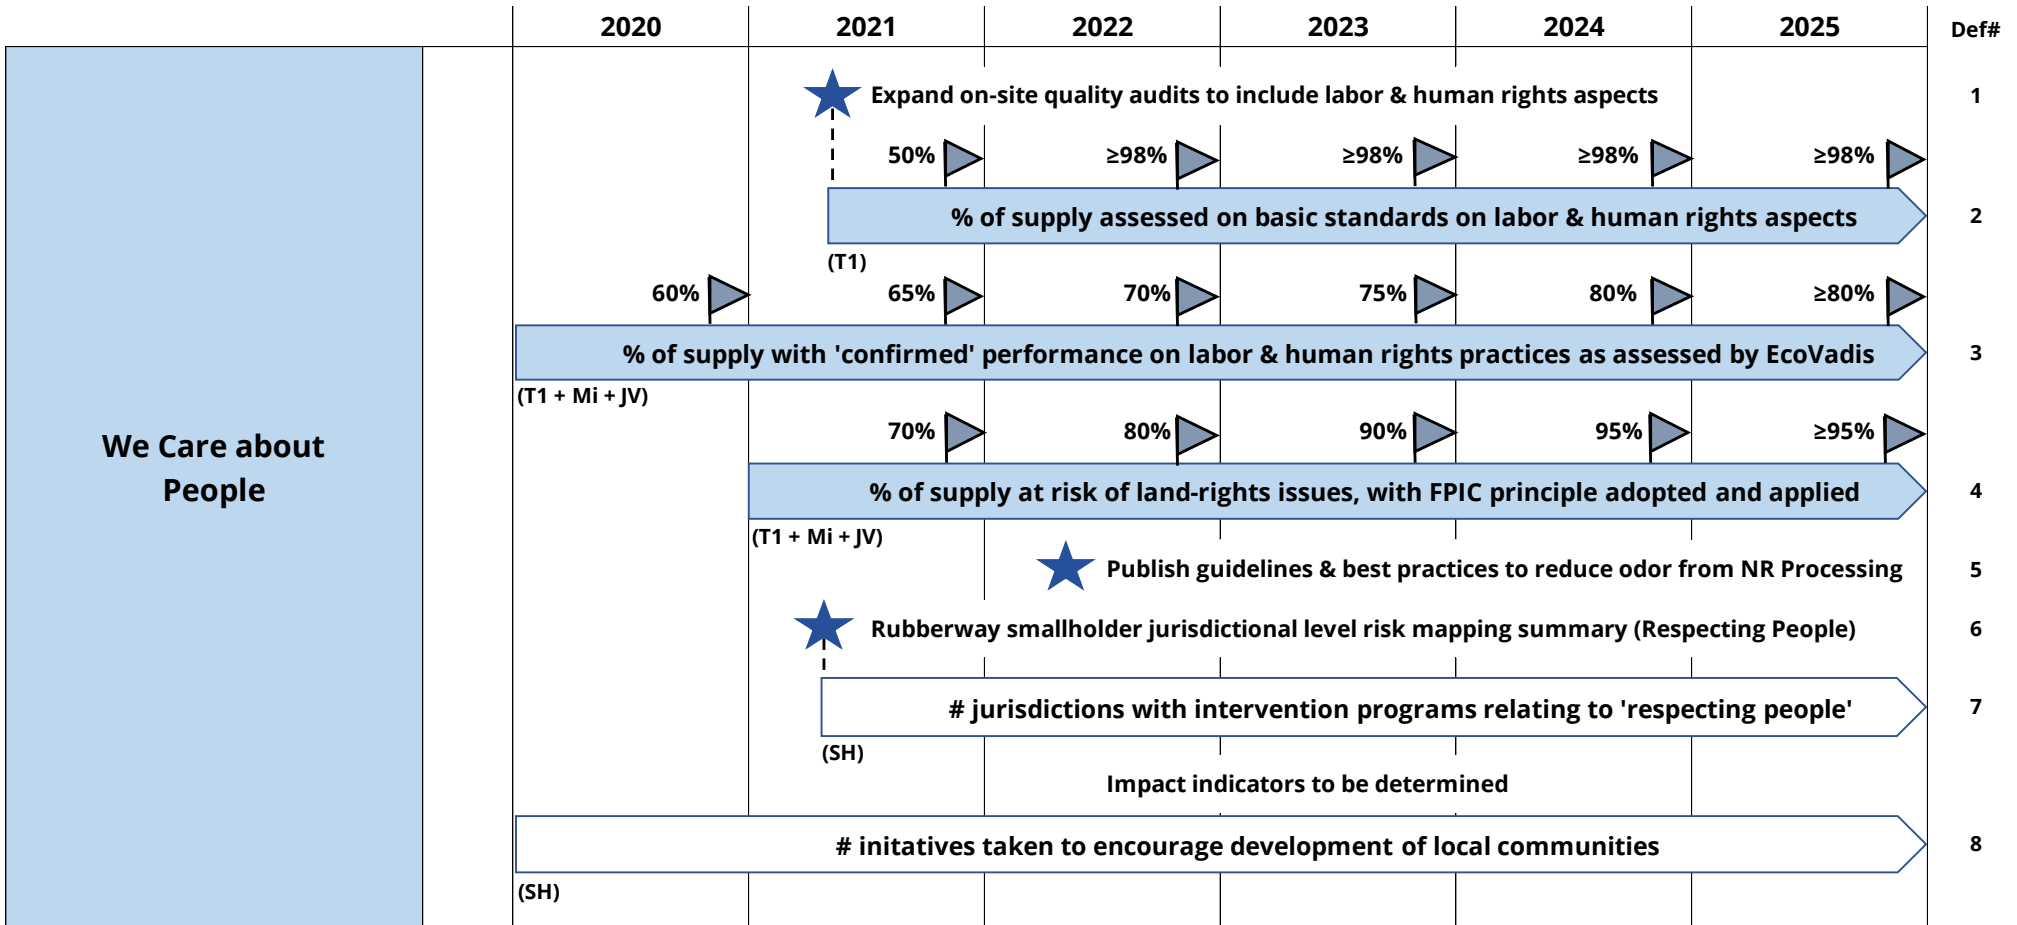 2020 2021 2022 2023 2024 2025 Def#
Expand on-site quality audits to include labor & human rights aspects 1
50% ≥98% ≥98% ≥98% ≥98%
% of supply assessed on basic standards on labor & human rights aspects 2
(T1)
60% 65% 70% 75% 80% ≥80%
% of supply with 'confirmed' performance on labor & human rights practices as assessed by EcoVadis 3
(T1 + Mi + JV)
70% 80% 90% 95% ≥95%
We Care about
People
% of supply at risk of land-rights issues, with FPIC principle adopted and applied 4
(T1 + Mi + JV)
Publish guidelines & best practices to reduce odor from NR Processing 5
Rubberway smallholder jurisdictional level risk mapping summary (Respecting People) 6
# jurisdictions with intervention programs relating to 'respecting people' 7
(SH)
Impact indicators to be determined
# initatives taken to encourage development of local communities 8
(SH)